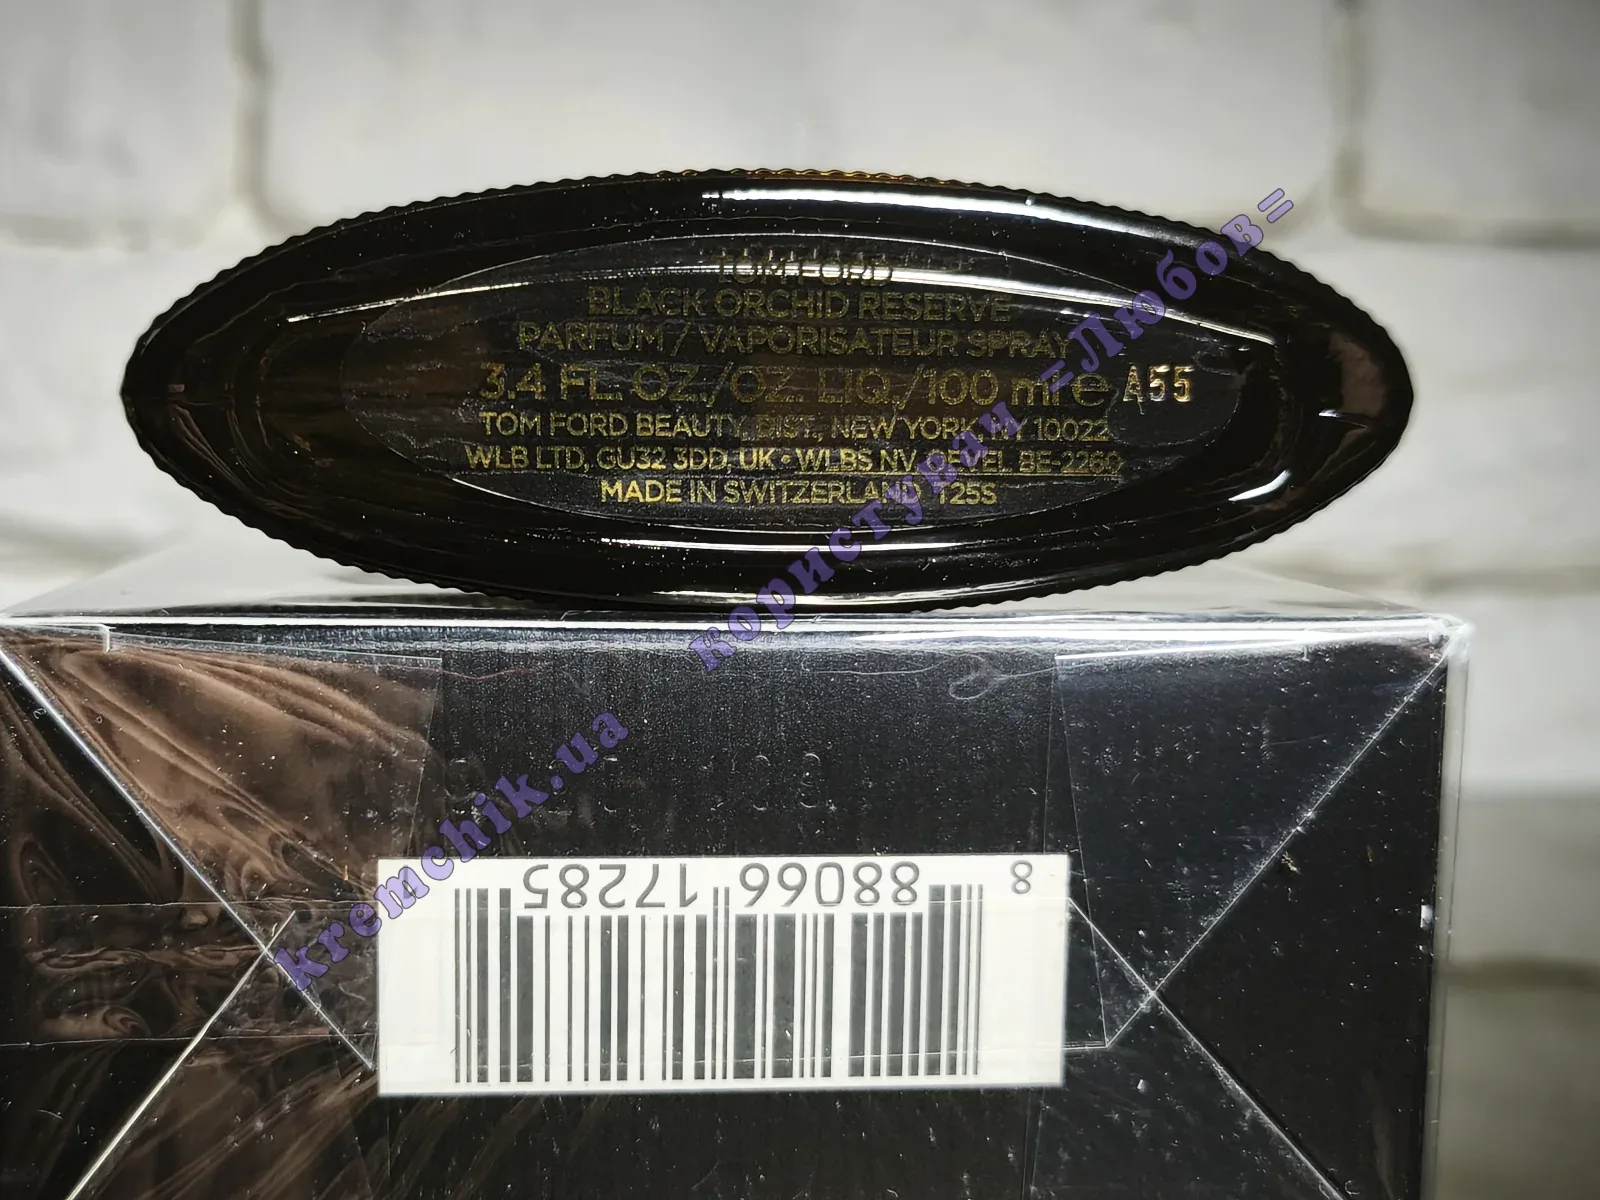 TOM FORD
BLACK ORCHID RESERVE
PARFUM / VAPORISATEUR SPRAY
3.4 FL. OZ./OZ. LIQ./100 ml e A55
TOM FORD BEAUTY, DIST., NEW YORK, NY 10022
WLB LTD, GU32 3DD, UK • WLBS NV, BE-2260
MADE IN SWITZERLAND T25S
kremchik.ua користувач =Любов=
8 88066 17285